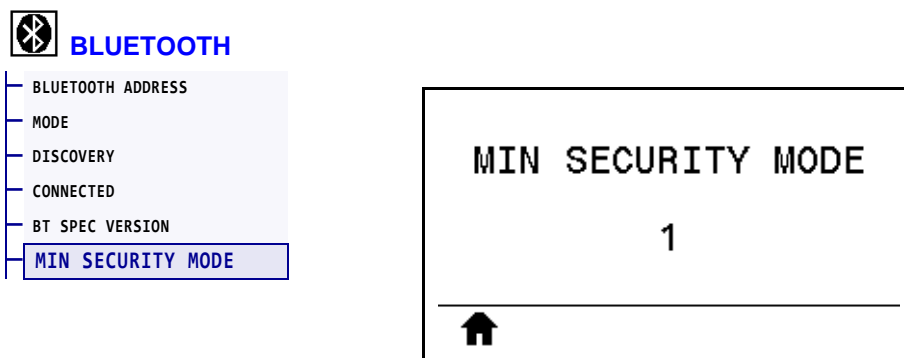 BLUETOOTH
BLUETOOTH ADDRESS
MODE
DISCOVERY
CONNECTED
BT SPEC VERSION
MIN SECURITY MODE
MIN SECURITY MODE
1